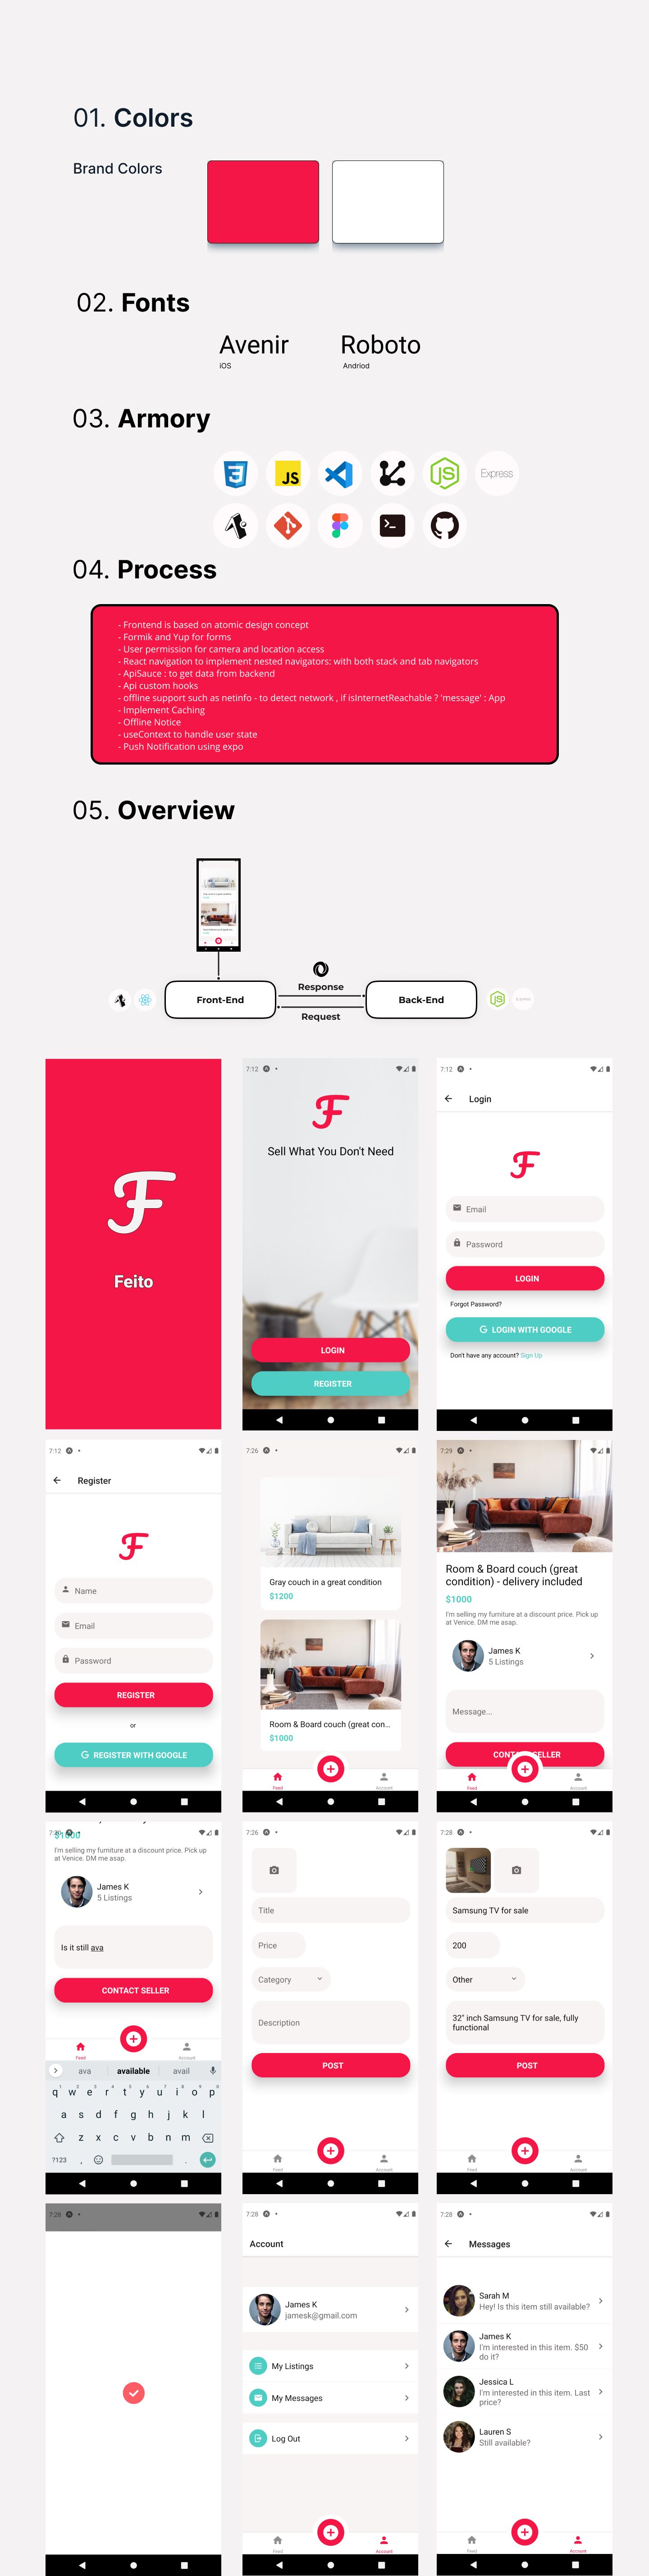 01. Colors
Brand Colors
02. Fonts
Avenir
iOS
Roboto
Andriod
03. Armory
JS
JS
Express
04. Process
- Frontend is based on atomic design concept
- Formik and Yup for forms
- User permission for camera and location access
- React navigation to implement nested navigators: with both stack and tab navigators
- ApiSauce : to get data from backend
- Api custom hooks
- offline support such as netinfo - to detect network , if isInternetReachable ? 'message' : App
- Implement Caching
- Offline Notice
- useContext to handle user state
- Push Notification using expo
05. Overview
Front-End
Response
Request
Back-End
F
Feito
7:12
F
Sell What You Don't Need
LOGIN
REGISTER
7:12
Login
F
Email
Password
LOGIN
Forgot Password?
G LOGIN WITH GOOGLE
Don't have any account? Sign Up
7:12
Register
F
Name
Email
Password
REGISTER
or
G REGISTER WITH GOOGLE
7:26
Gray couch in a great condition
$1200
Room & Board couch (great con...
$1000
Feed
Account
7:29
Room & Board couch (great
condition) - delivery included
$1000
I'm selling my furniture at a discount price. Pick up
at Venice. DM me asap.
James K
5 Listings
Message...
CONT SELLER
Feed
Account
$1000
I'm selling my furniture at a discount price. Pick up
at Venice. DM me asap.
James K
5 Listings
Is it still ava
CONTACT SELLER
Feed
Account
ava available avail
q w e r t y u i o p
a s d f g h j k l
z x c v b n m
?123 , .
7:26
Title
Price
Category
Description
POST
Feed
Account
7:28
Samsung TV for sale
200
Other
32" inch Samsung TV for sale, fully
functional
POST
Feed
Account
7:28
7:28
Account
James K
jamesk@gmail.com
My Listings
My Messages
Log Out
Feed
Account
7:28
Messages
Sarah M
Hey! Is this item still available?
James K
I'm interested in this item. $50
do it?
Jessica L
I'm interested in this item. Last
price?
Lauren S
Still available?
Feed
Account